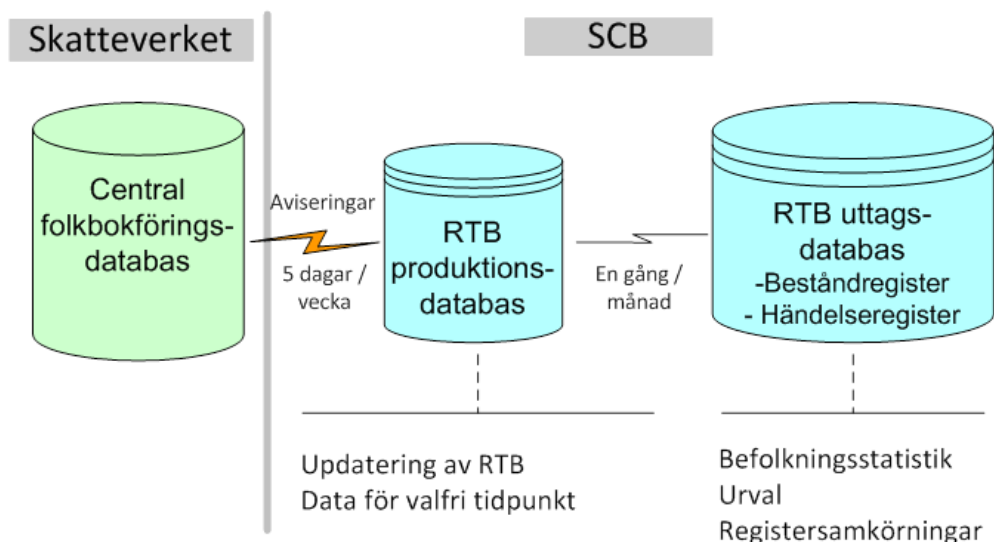 Skatteverket
SCB
Central
folkbokförings-
databas
Aviseringar
5 dagar /
vecka
RTB
produktions-
databas
En gång /
månad
RTB uttags-
databas
-Beståndregister
- Händelseregister
Updatering av RTB
Data för valfri tidpunkt
Befolkningsstatistik
Urval
Registersamkörningar